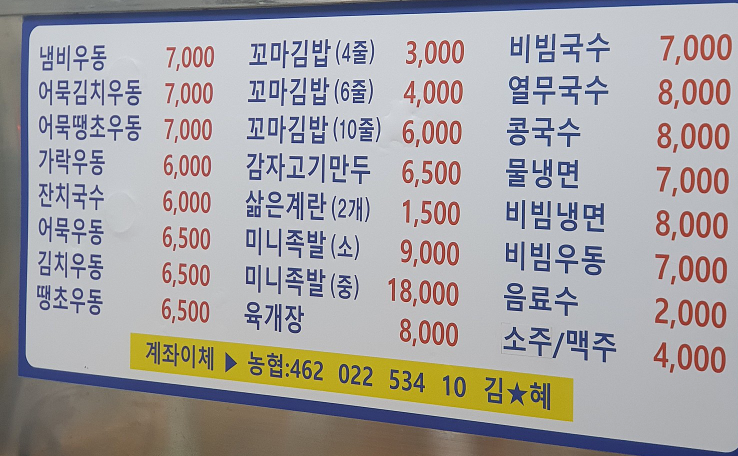 냄비우동 7,000
어묵김치우동 7,000
어묵땡초우동 7,000
가락우동 6,000
잔치국수 6,000
어묵우동 6,500
김치우동 6,500
땡초우동 6,500
꼬마김밥 (4줄) 3,000
꼬마김밥 (6줄) 4,000
꼬마김밥 (10줄) 6,000
감자고기만두 6,500
삶은계란 (2개) 1,500
미니족발 (소) 9,000
미니족발 (중) 18,000
육개장 8,000
비빔국수 7,000
열무국수 8,000
콩국수 8,000
물냉면 7,000
비빔냉면 8,000
비빔우동 7,000
음료수 2,000
소주/맥주 4,000
계좌이체 ▶ 농협:462 022 534 10 김★혜